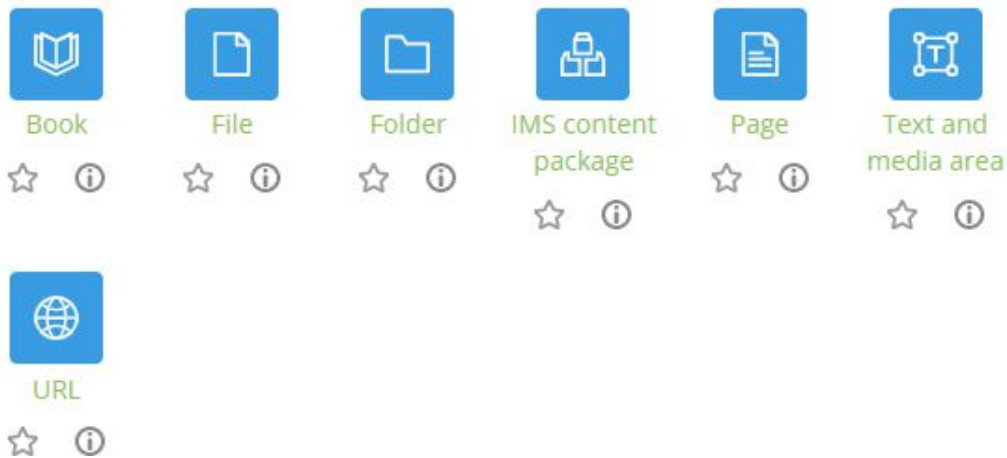 Book
File
Folder
IMS content
package
Page
Text and
media area
URL